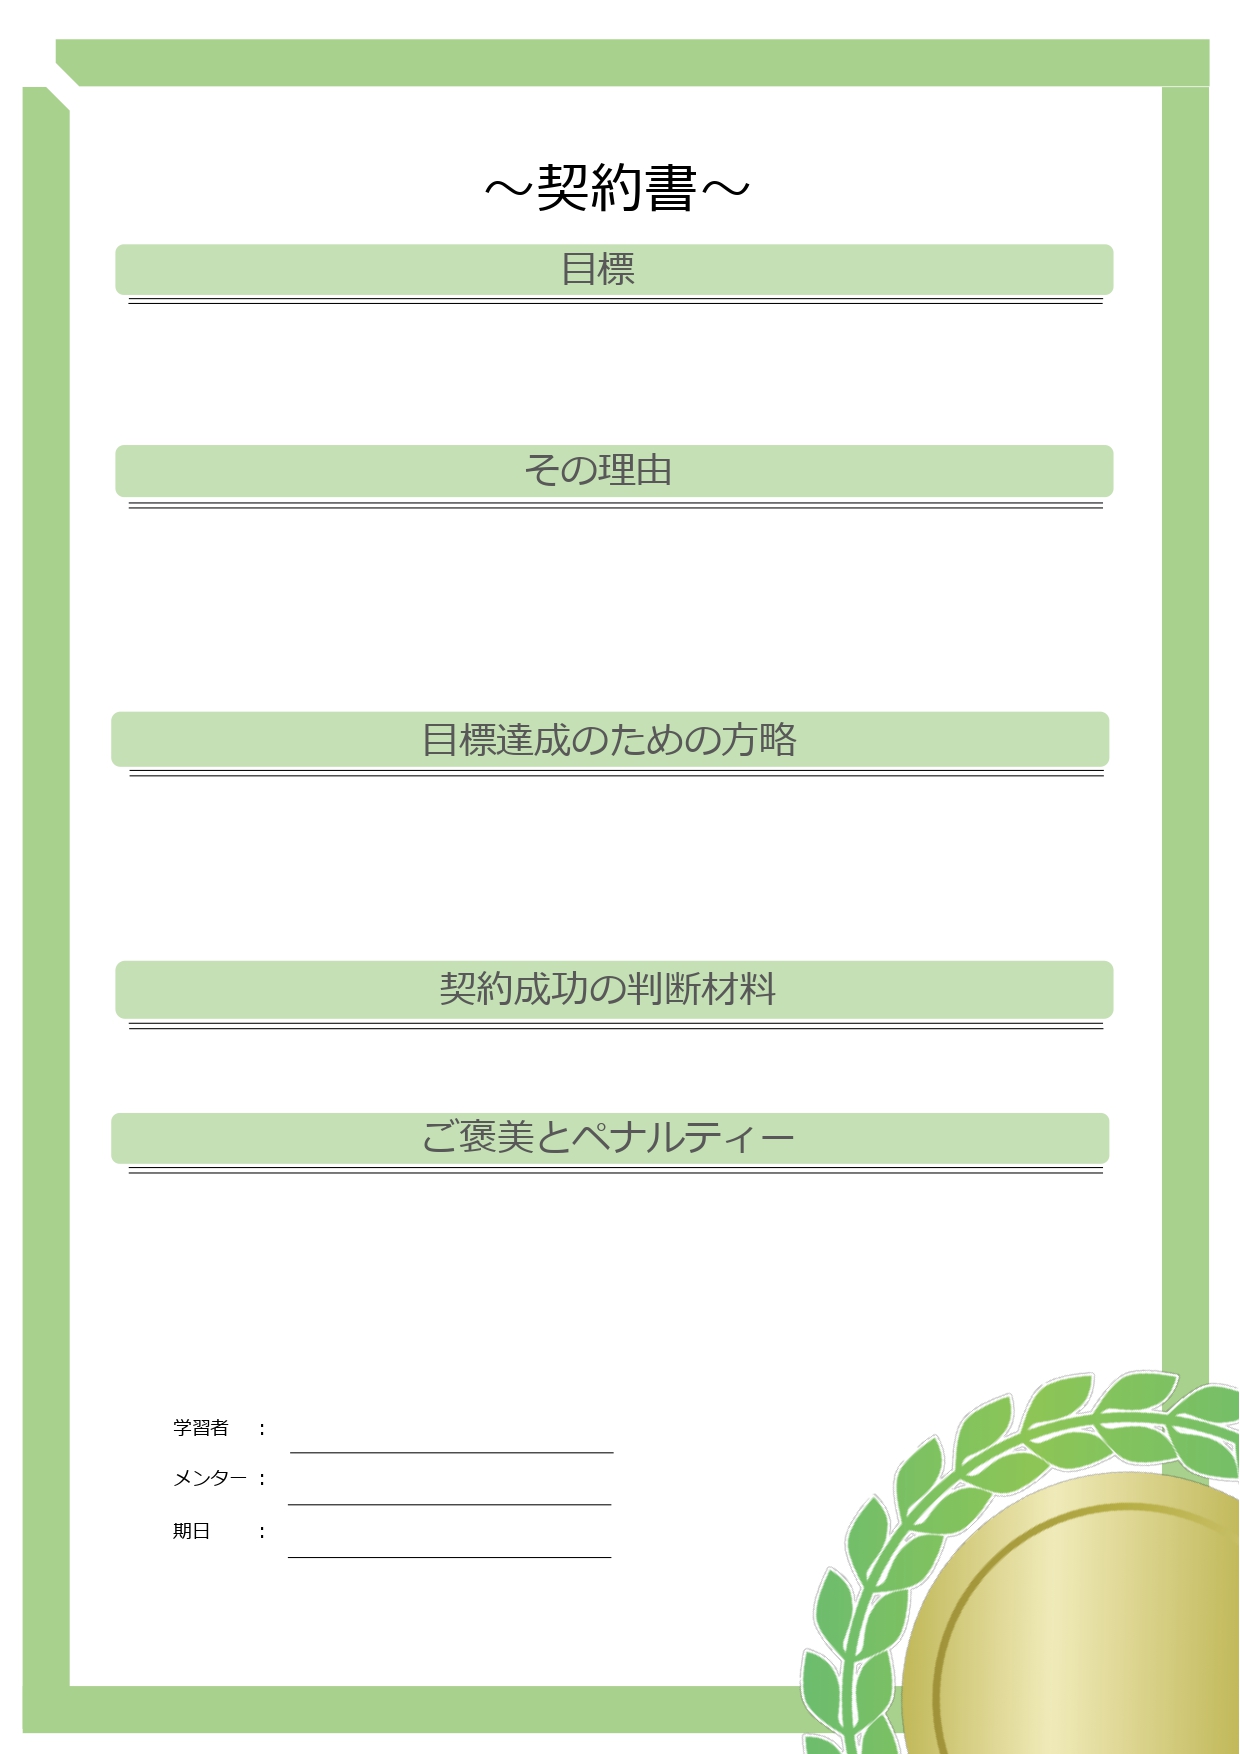 ～契約書～
目標
その理由
目標達成のための方略
契約成功の判断材料
ご褒美とペナルティー
学習者　：
メンター：
期日　　：